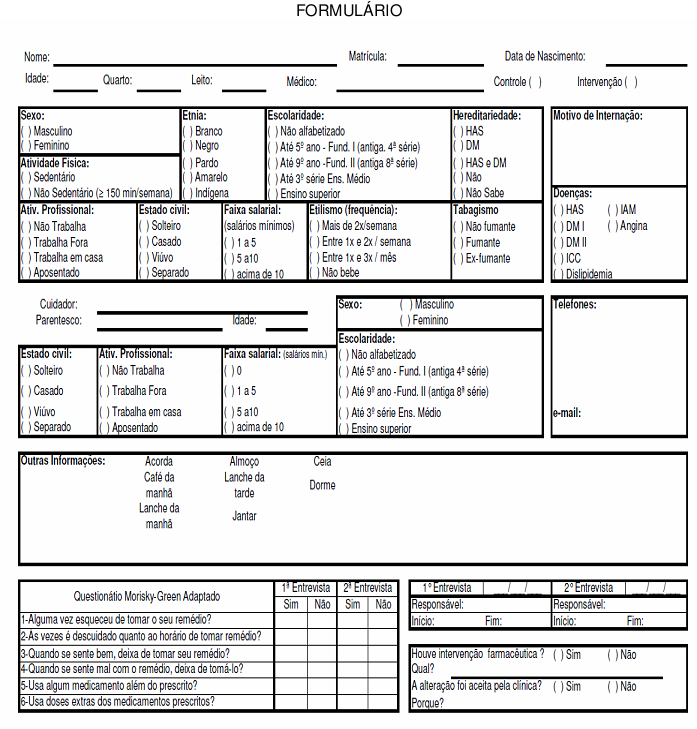 FORMULÁRIO
Nome: Matrícula: Data de Nascimento:
Idade: Quarto: Leito: Médico: Controle ( ) Intervenção ( )
Sexo:
( ) Masculino
( ) Feminino
Atividade Física:
( ) Sedentário
( ) Não Sedentário (≥ 150 min/semana)
Etnia:
( ) Branco
( ) Negro
( ) Pardo
( ) Amarelo
( ) Indígena
Escolaridade:
( ) Não alfabetizado
( ) Até 5º ano - Fund. I (antiga. 4ª série)
( ) Até 9º ano -Fund. II (antiga 8ª série)
( ) Até 3º série Ens. Médio
( ) Ensino superior
Hereditariedade:
( ) HAS
( ) DM
( ) HAS e DM
( ) Não
( ) Não Sabe
Motivo de Internação:
Ativ. Profissional:
( ) Não Trabalha
( ) Trabalha Fora
( ) Trabalha em casa
( ) Aposentado
Estado civil:
( ) Solteiro
( ) Casado
( ) Viúvo
( ) Separado
Faixa salarial:
(salários mínimos)
( ) 1 a 5
( ) 5 a10
( ) acima de 10
Etilismo (frequência):
( ) Mais de 2x/semana
( ) Entre 1x e 2x / semana
( ) Entre 1x e 3x / mês
( ) Não bebe
Tabagismo
( ) Não fumante
( ) Fumante
( ) Ex-fumante
Doenças:
( ) HAS ( ) IAM
( ) DM I ( ) Angina
( ) DM II
( ) ICC
( ) Dislipidemia
Cuidador:
Parentesco: Idade:
Sexo: ( ) Masculino
( ) Feminino
Telefones:
e-mail:
Estado civil:
( ) Solteiro
( ) Casado
( ) Viúvo
( ) Separado
Ativ. Profissional:
( ) Não Trabalha
( ) Trabalha Fora
( ) Trabalha em casa
( ) Aposentado
Faixa salarial: (salários mín.)
( ) 0
( ) 1 a 5
( ) 5 a10
( ) acima de 10
Escolaridade:
( ) Não alfabetizado
( ) Até 5º ano - Fund. I (antiga 4ª série)
( ) Até 9º ano -Fund. II (antiga 8ª série)
( ) Até 3º série Ens. Médio
( ) Ensino superior
Outras Informações: Acorda Almoço Ceia
Café da manhã Lanche da tarde Dorme
Lanche da manhã Jantar
Questionátio Morisky-Green Adaptado 1ª Entrevista 2ª Entrevista
Sim Não Sim Não
1-Alguma vez esqueceu de tomar o seu remédio?
2-Às vezes é descuidado quanto ao horário de tomar remédio?
3-Quando se sente bem, deixa de tomar seu remédio?
4-Quando se sente mal com o remédio, deixa de tomá-lo?
5-Usa algum medicamento além do prescrito?
6-Usa doses extras dos medicamentos prescritos?
1º Entrevista __/__/__ 2º Entrevista __/__/__
Responsável: Responsável:
Início: Fim: Início: Fim:
Houve intervenção farmacêutica ? ( ) Sim ( ) Não
Qual?
A alteração foi aceita pela clínica? ( ) Sim ( ) Não
Porque?